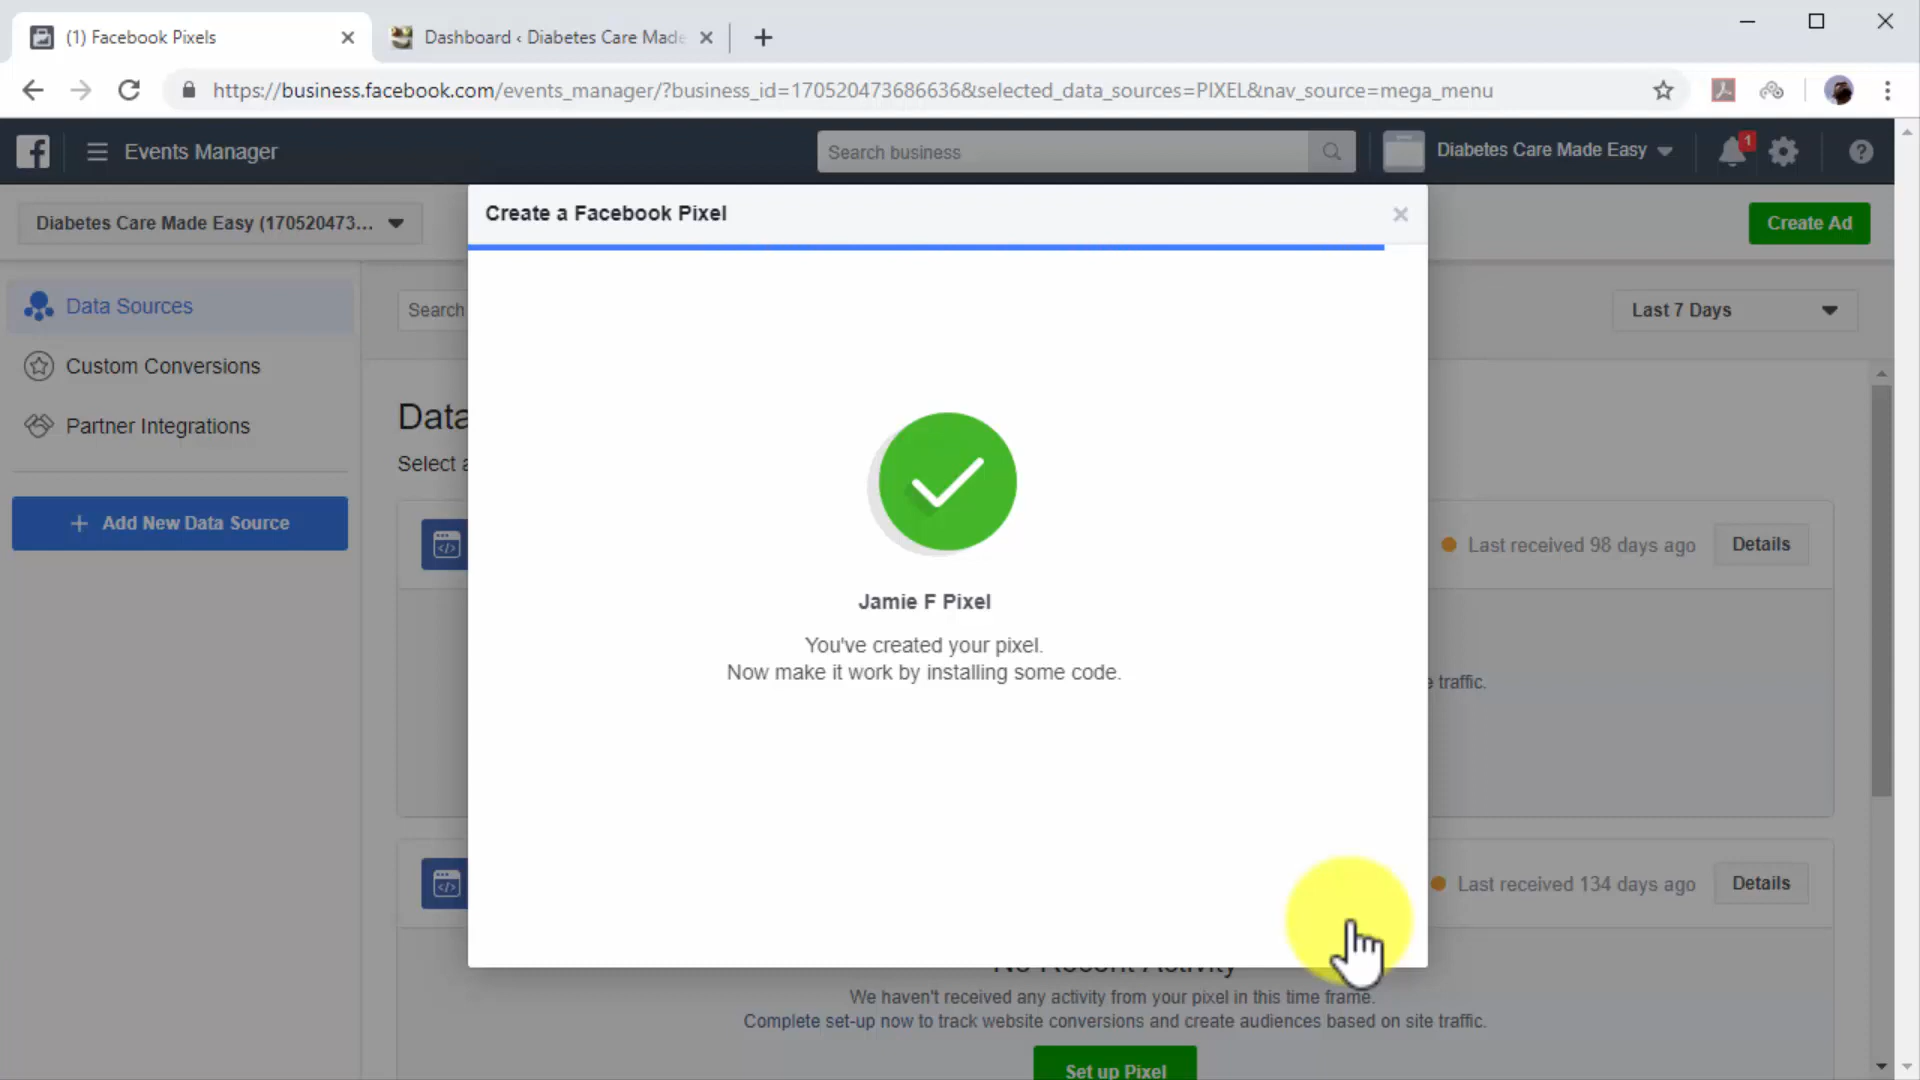 (1) Facebook Pixels
Dashboard ‹ Diabetes Care Made
https://business.facebook.com/events_manager/?business_id=170520473686636&selected_data_sources=PIXEL&nav_source=mega_menu
Events Manager
Search business
Diabetes Care Made Easy
1
Diabetes Care Made Easy (170520473...
Create a Facebook Pixel
Create Ad
Data Sources
Search
Last 7 Days
Custom Conversions
Partner Integrations
Data
Select a
+ Add New Data Source
Last received 98 days ago
Details
Jamie F Pixel
You've created your pixel.
Now make it work by installing some code.
e traffic.
Last received 134 days ago
Details
No Recent Activity
We haven't received any activity from your pixel in this time frame.
Complete set-up now to track website conversions and create audiences based on site traffic.
Set up Pixel